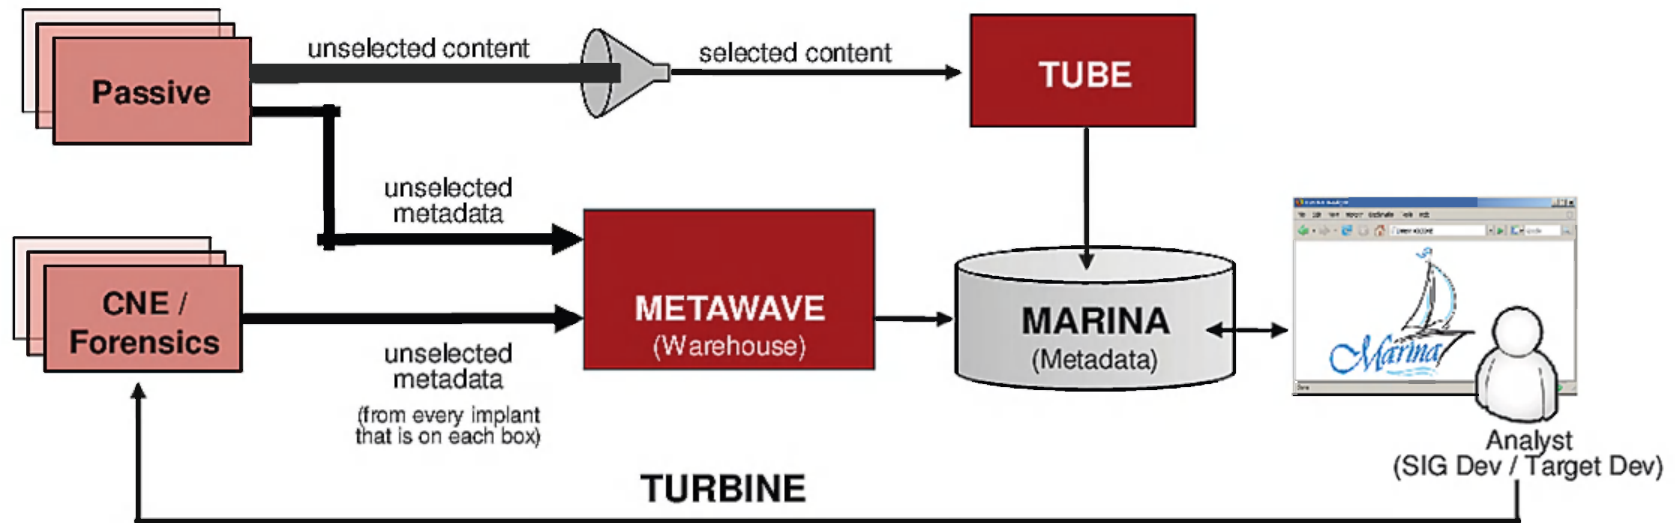 unselected content
selected content
Passive
TUBE
unselected
metadata
CNE /
Forensics
METAWAVE
(Warehouse)
MARINA
(Metadata)
Marina
unselected
metadata
(from every implant
that is on each box)
Analyst
(SIG Dev / Target Dev)
TURBINE